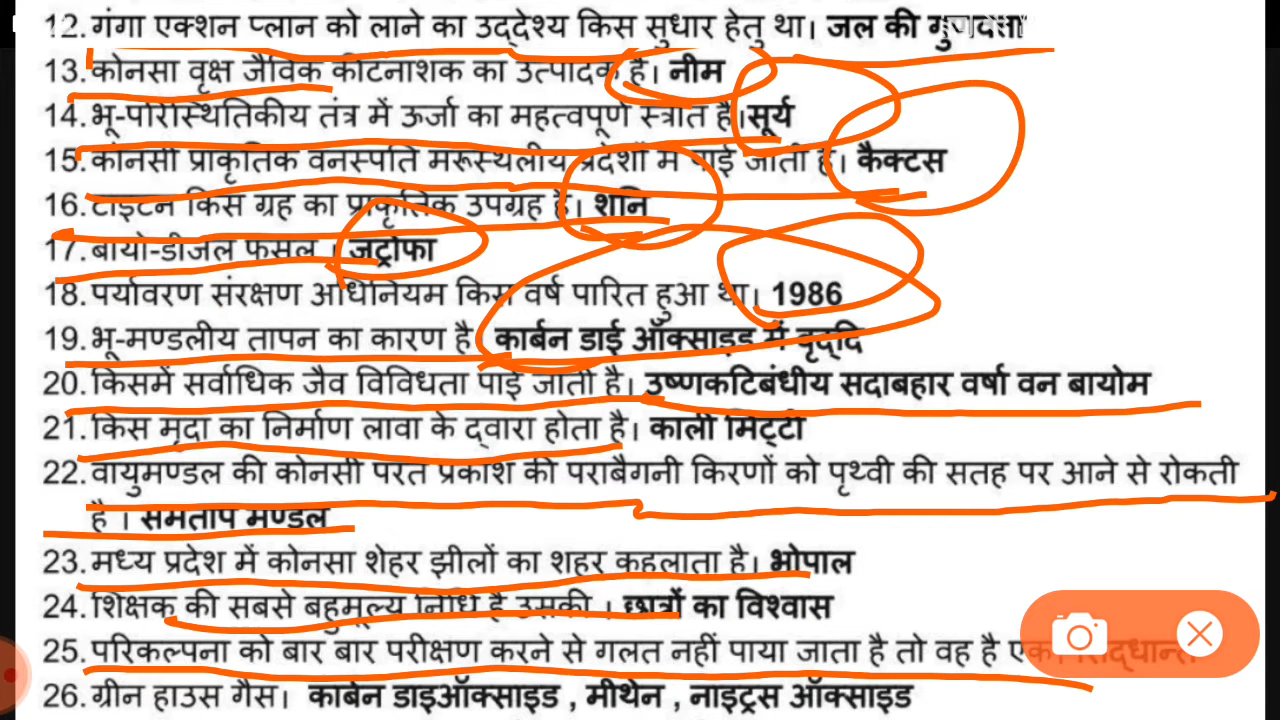 12. गंगा एक्शन प्लान को लाने का उद्देश्य किस सुधार हेतु था। जल की गुणवत्ता
13. कोनसा वृक्ष जैविक कीटनाशक का उत्पादक है। नीम
14. भू-पारिस्थितिकीय तंत्र में ऊर्जा का महत्वपूर्ण स्त्रोत है। सूर्य
15. कोनसी प्राकृतिक वनस्पति मरूस्थलीय प्रदेशों में पाई जाती है। कैक्टस
16. टाइटन किस ग्रह का प्राकृतिक उपग्रह है। शनि
17. बायो-डीजल फसल । जट्रोफा
18. पर्यावरण संरक्षण अधिनियम किस वर्ष पारित हुआ था। 1986
19. भू-मण्डलीय तापन का कारण है। कार्बन डाई ऑक्साइड में वृद्दि
20. किसमें सर्वाधिक जैव विविधता पाई जाती है। उष्णकटिबंधीय सदाबहार वर्षा वन बायोम
21. किस मृदा का निर्माण लावा के द्वारा होता है। काली मिट्टी
22. वायुमण्डल की कोनसी परत प्रकाश की पराबैगनी किरणों को पृथ्वी की सतह पर आने से रोकती
है । समताप मण्डल
23. मध्य प्रदेश में कोनसा शेहर झीलों का शहर कहलाता है। भोपाल
24. शिक्षक की सबसे बहुमूल्य निधि है उसकी । छात्रों का विश्वास
25. परिकल्पना को बार बार परीक्षण करने से गलत नहीं पाया जाता है तो वह है एक। सिद्धान्त
26. ग्रीन हाउस गैस। कार्बन डाइऑक्साइड , मीथेन , नाइट्रस ऑक्साइड